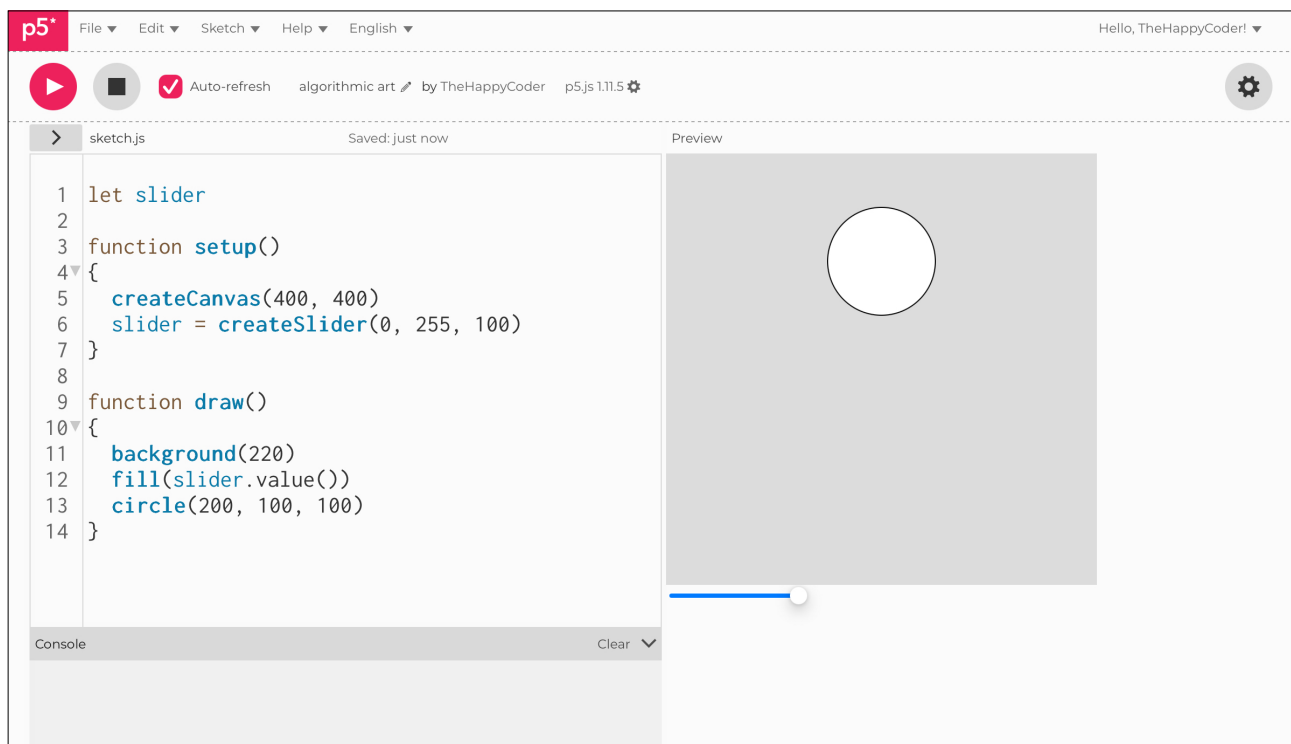 p5* File Edit Sketch Help English Hello, TheHappyCoder!
Auto-refresh algorithmic art by TheHappyCoder p5.js 1.11.5
sketch.js Saved: just now Preview
1 let slider
2
3 function setup()
4 {
5 createCanvas(400, 400)
6 slider = createSlider(0, 255, 100)
7 }
8
9 function draw()
10 {
11 background(220)
12 fill(slider.value())
13 circle(200, 100, 100)
14 }
Console Clear